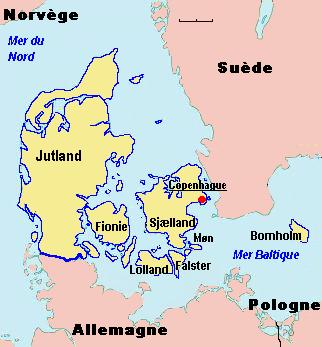 Norvège
Mer du
Nord
Suède
Jutland
Copenhague
Sjælland
Fionie
Møn
Bornholm
Mer Baltique
Lolland
Falster
Pologne
Allemagne